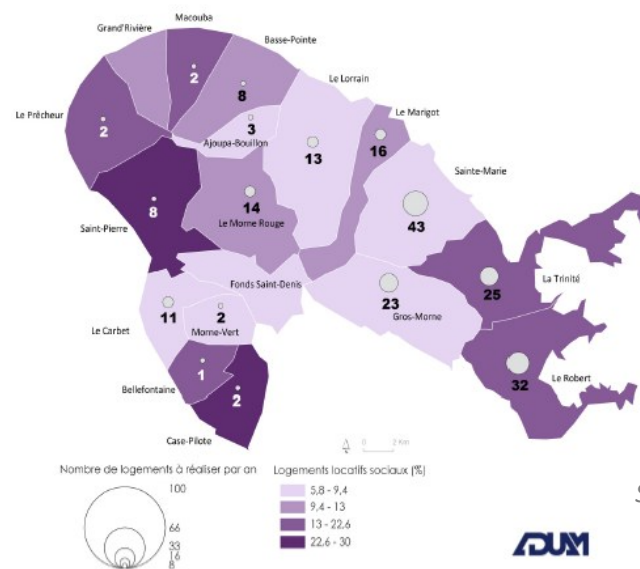 Macouba
Grand'Rivière
Basse-Pointe
Le Lorrain
2
8
Le Prêcheur
Le Marigot
2
3
Ajoupa-Bouillon
13
16
Sainte-Marie
8
14
Le Morne Rouge
43
Saint-Pierre
La Trinité
25
Fonds Saint-Denis
23
Gros-Morne
11
2
Morne-Vert
Le Carbet
32
Le Robert
1
Bellefontaine
2
Case-Pilote
0 2 Km
Nombre de logements à réaliser par an
100
66
33
16
8
Logements locatifs sociaux (%)
5,8 - 9,4
9,4 - 13
13 - 22,6
22,6 - 30
S
ADUAM